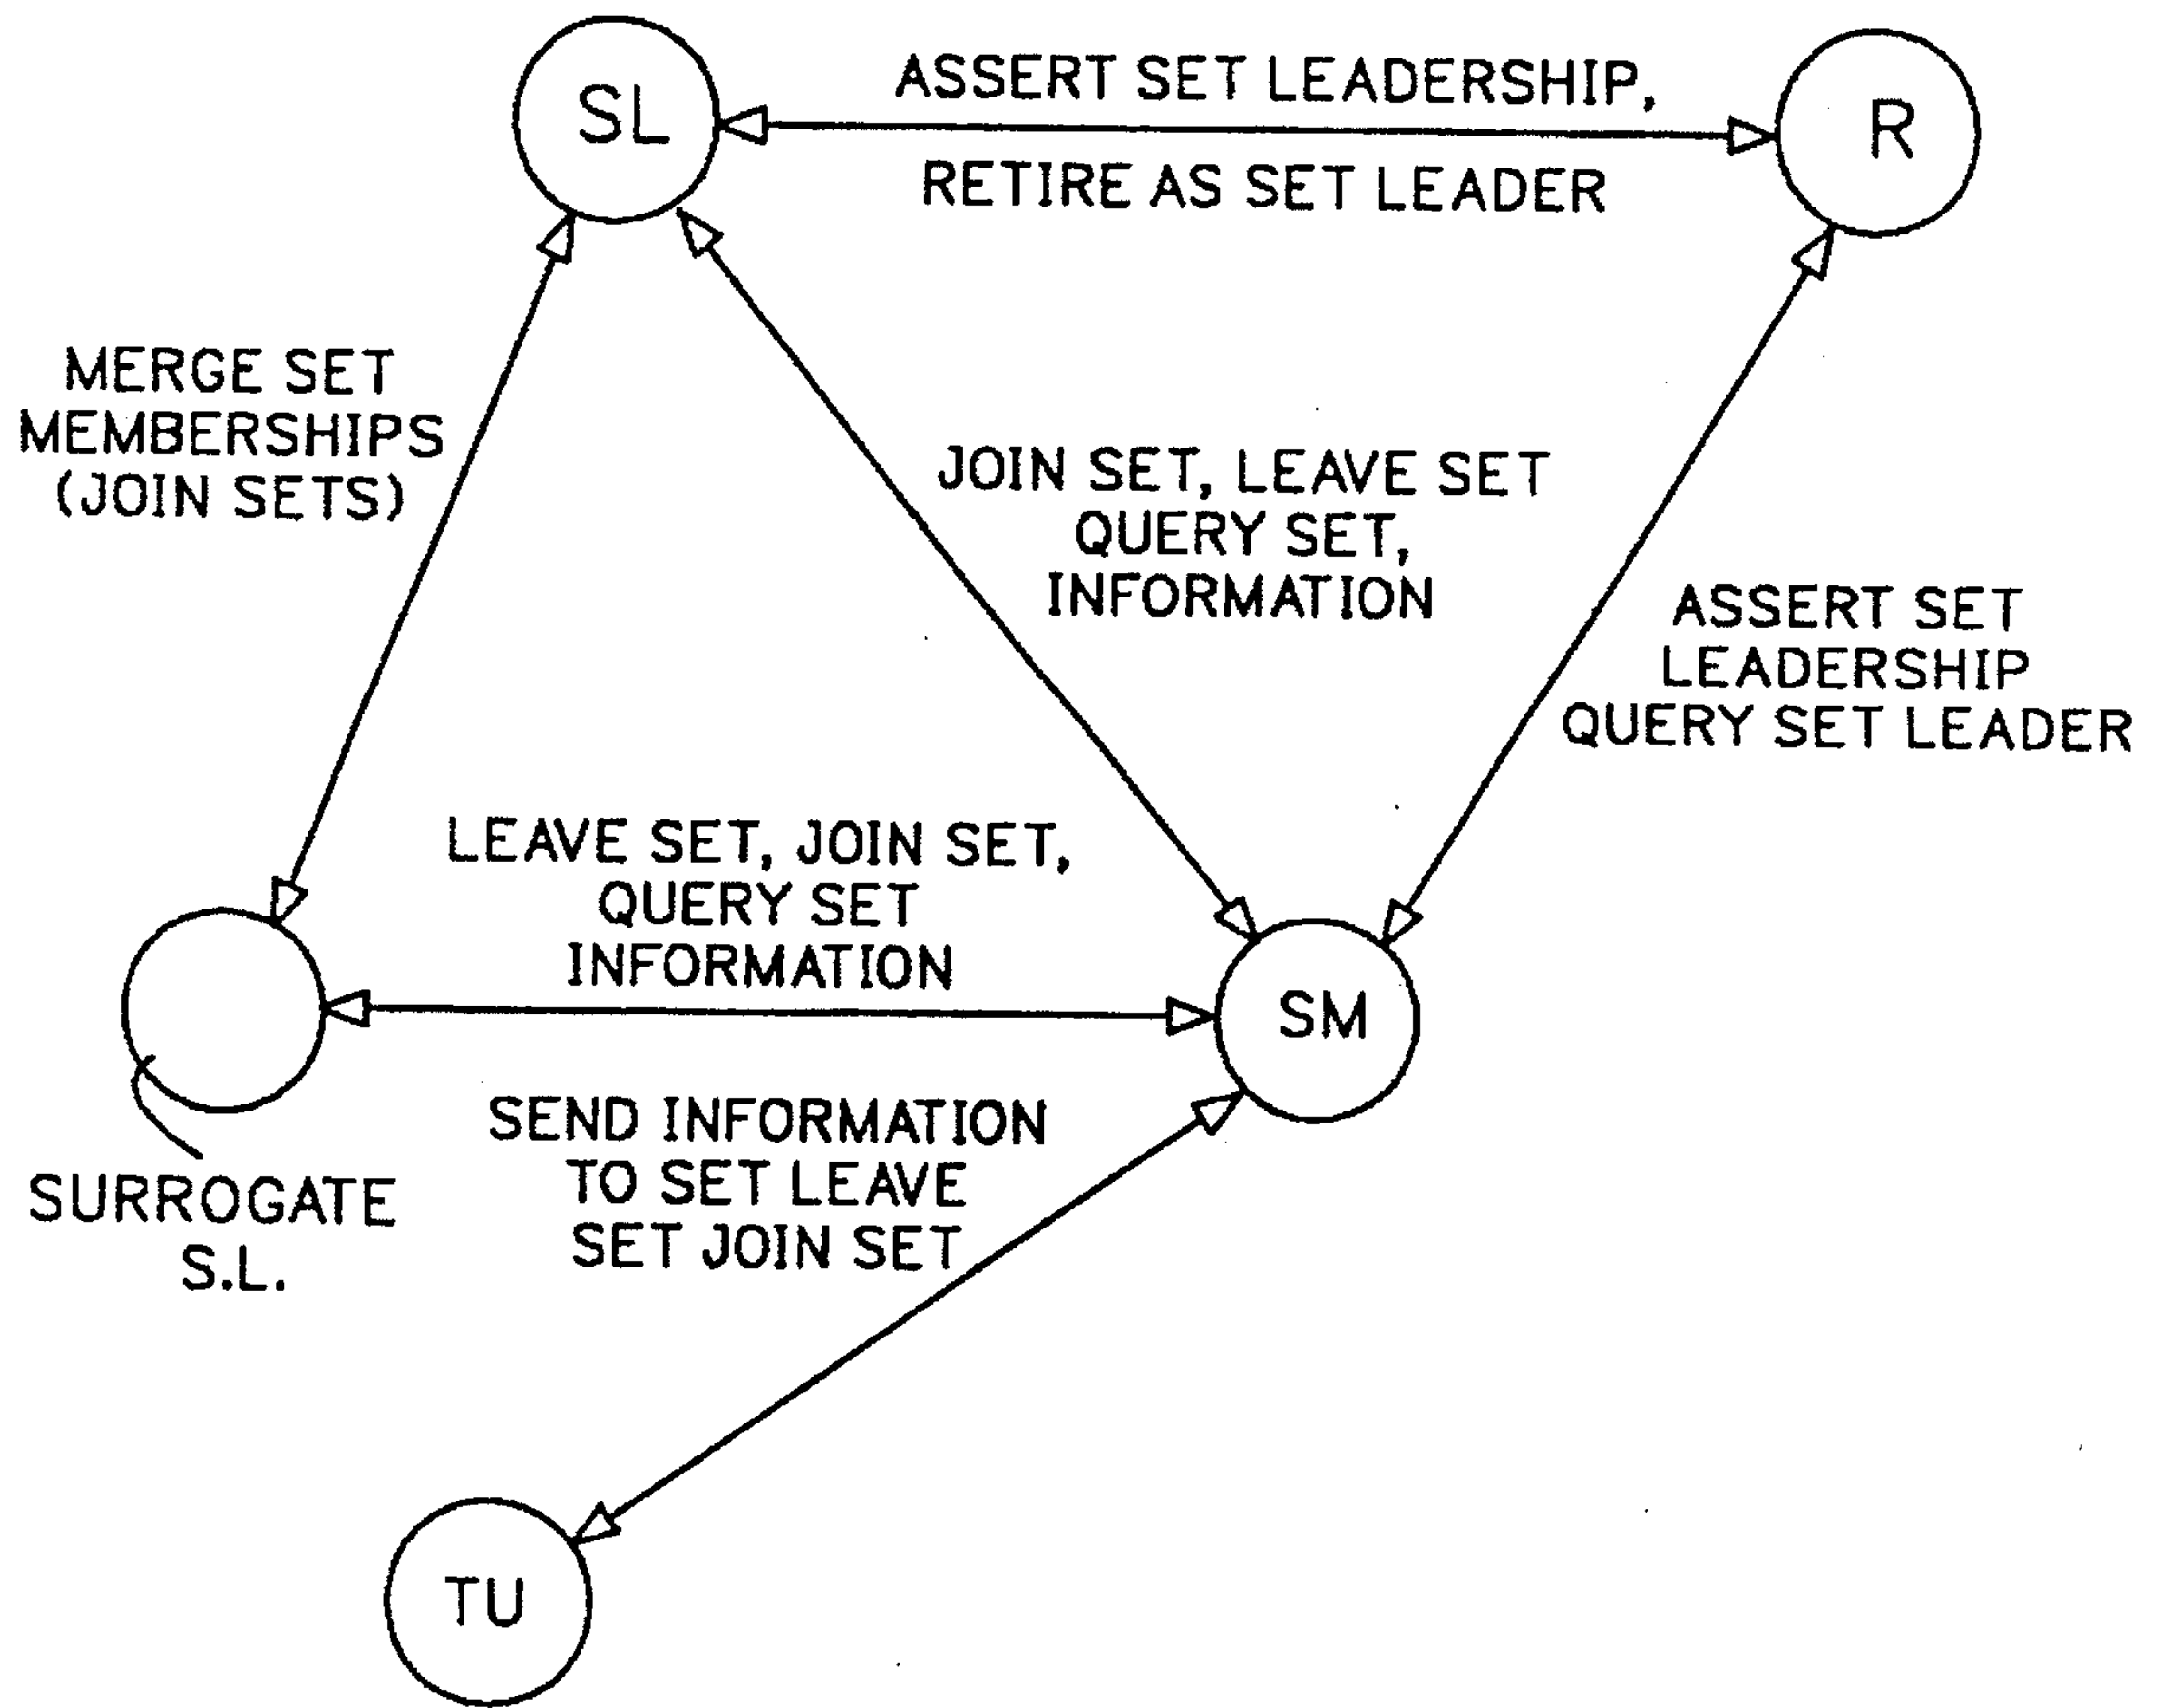 SL
ASSERT SET LEADERSHIP,
RETIRE AS SET LEADER
R
MERGE SET
MEMBERSHIPS
(JOIN SETS)
JOIN SET, LEAVE SET
QUERY SET,
INFORMATION
ASSERT SET
LEADERSHIP
QUERY SET LEADER
LEAVE SET, JOIN SET,
QUERY SET
INFORMATION
SM
SEND INFORMATION
TO SET LEAVE
SET JOIN SET
SURROGATE
S.L.
TU